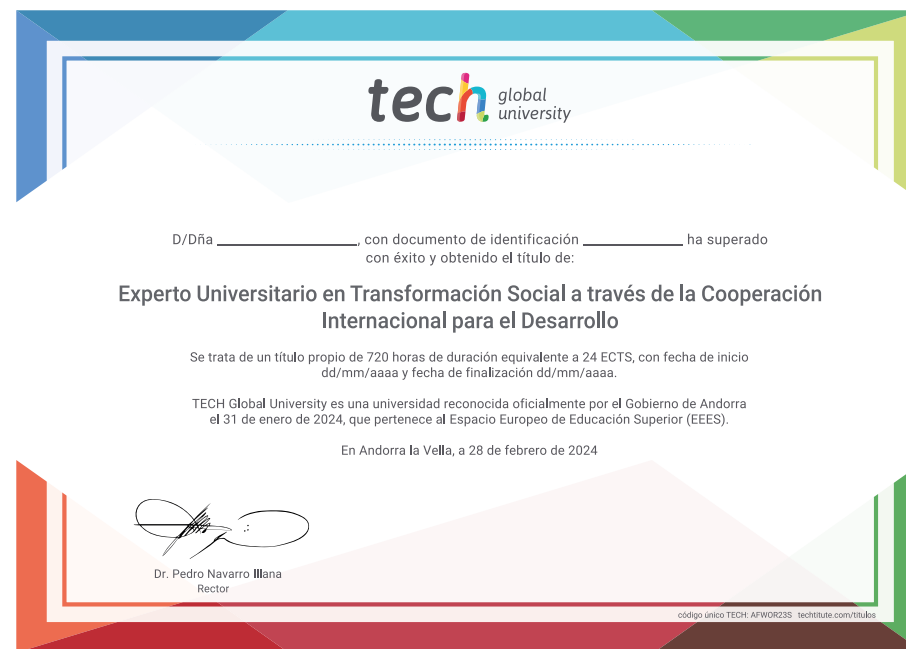 tech global university
D/Dña ______________, con documento de identificación __________ ha superado
con éxito y obtenido el título de:
Experto Universitario en Transformación Social a través de la Cooperación
Internacional para el Desarrollo
Se trata de un título propio de 720 horas de duración equivalente a 24 ECTS, con fecha de inicio
dd/mm/aaaa y fecha de finalización dd/mm/aaaa.
TECH Global University es una universidad reconocida oficialmente por el Gobierno de Andorra
el 31 de enero de 2024, que pertenece al Espacio Europeo de Educación Superior (EEES).
En Andorra la Vella, a 28 de febrero de 2024
Dr. Pedro Navarro Illana
Rector
código único TECH: AFWOR23S techtitute.com/titulos